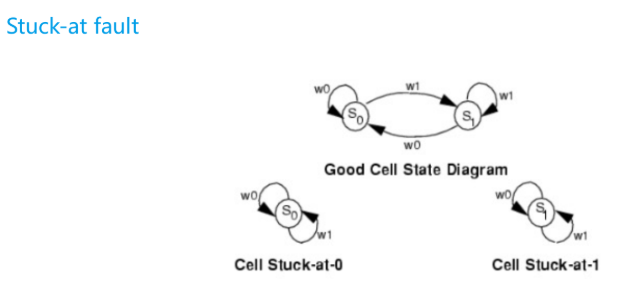 Stuck-at fault
w0 w1 w1
S0 S1
w0
Good Cell State Diagram
w0 w0
S0 S1
w1 w1
Cell Stuck-at-0 Cell Stuck-at-1